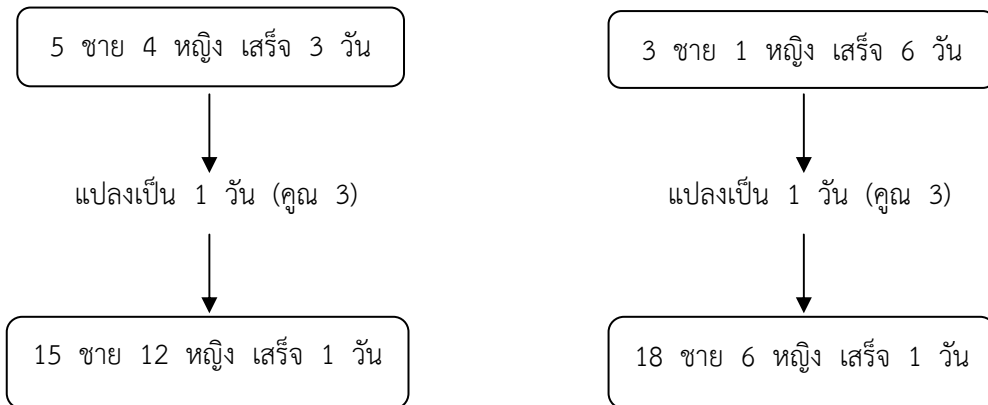 5 ชาย 4 หญิง เสร็จ 3 วัน
3 ชาย 1 หญิง เสร็จ 6 วัน
แปลงเป็น 1 วัน (คูณ 3)
แปลงเป็น 1 วัน (คูณ 3)
15 ชาย 12 หญิง เสร็จ 1 วัน
18 ชาย 6 หญิง เสร็จ 1 วัน